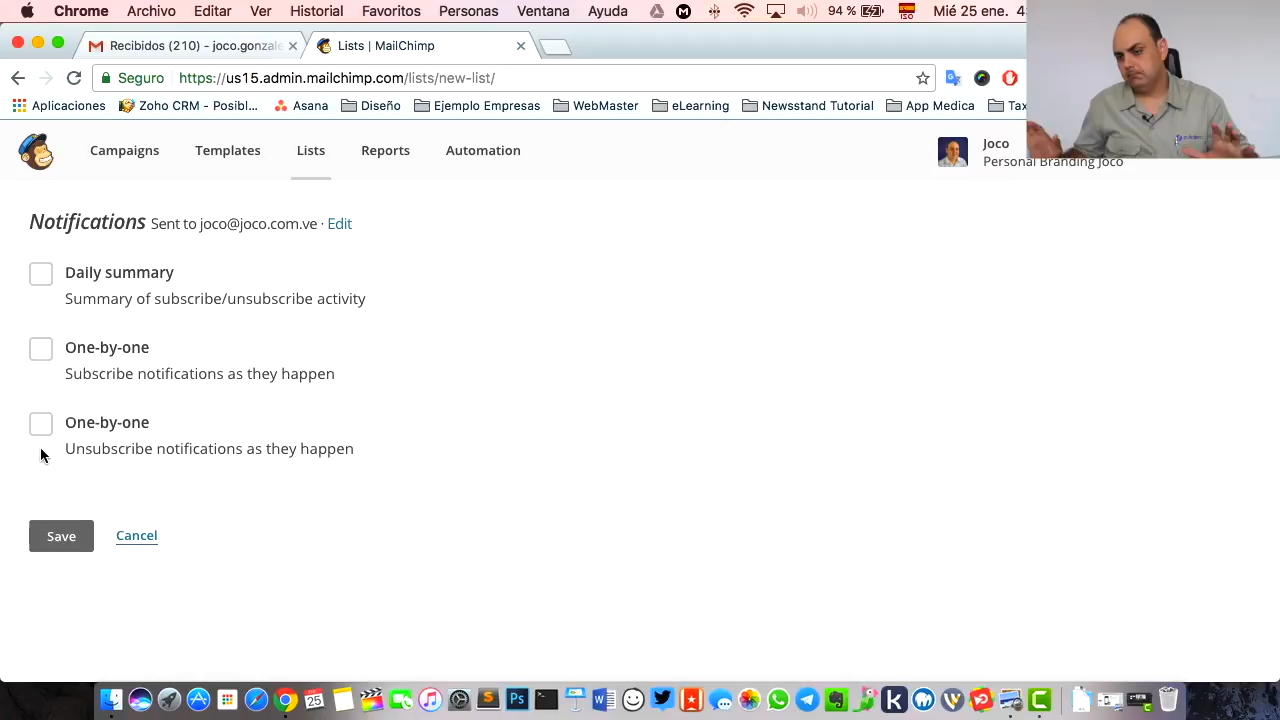 Chrome Archivo Editar Ver Historial Favoritos Personas Ventana Ayuda 94 % Mié 25 ene.
Recibidos (210) - joco.gonzale
Lists | MailChimp
Seguro https://us15.admin.mailchimp.com/lists/new-list/
Aplicaciones Zoho CRM - Posibl... Asana Diseño Ejemplo Empresas WebMaster eLearning Newsstand Tutorial App Medica Tax
Campaigns Templates Lists Reports Automation
Joco
Personal Branding Joco
Notifications Sent to joco@joco.com.ve · Edit
Daily summary
Summary of subscribe/unsubscribe activity
One-by-one
Subscribe notifications as they happen
One-by-one
Unsubscribe notifications as they happen
Save Cancel
25